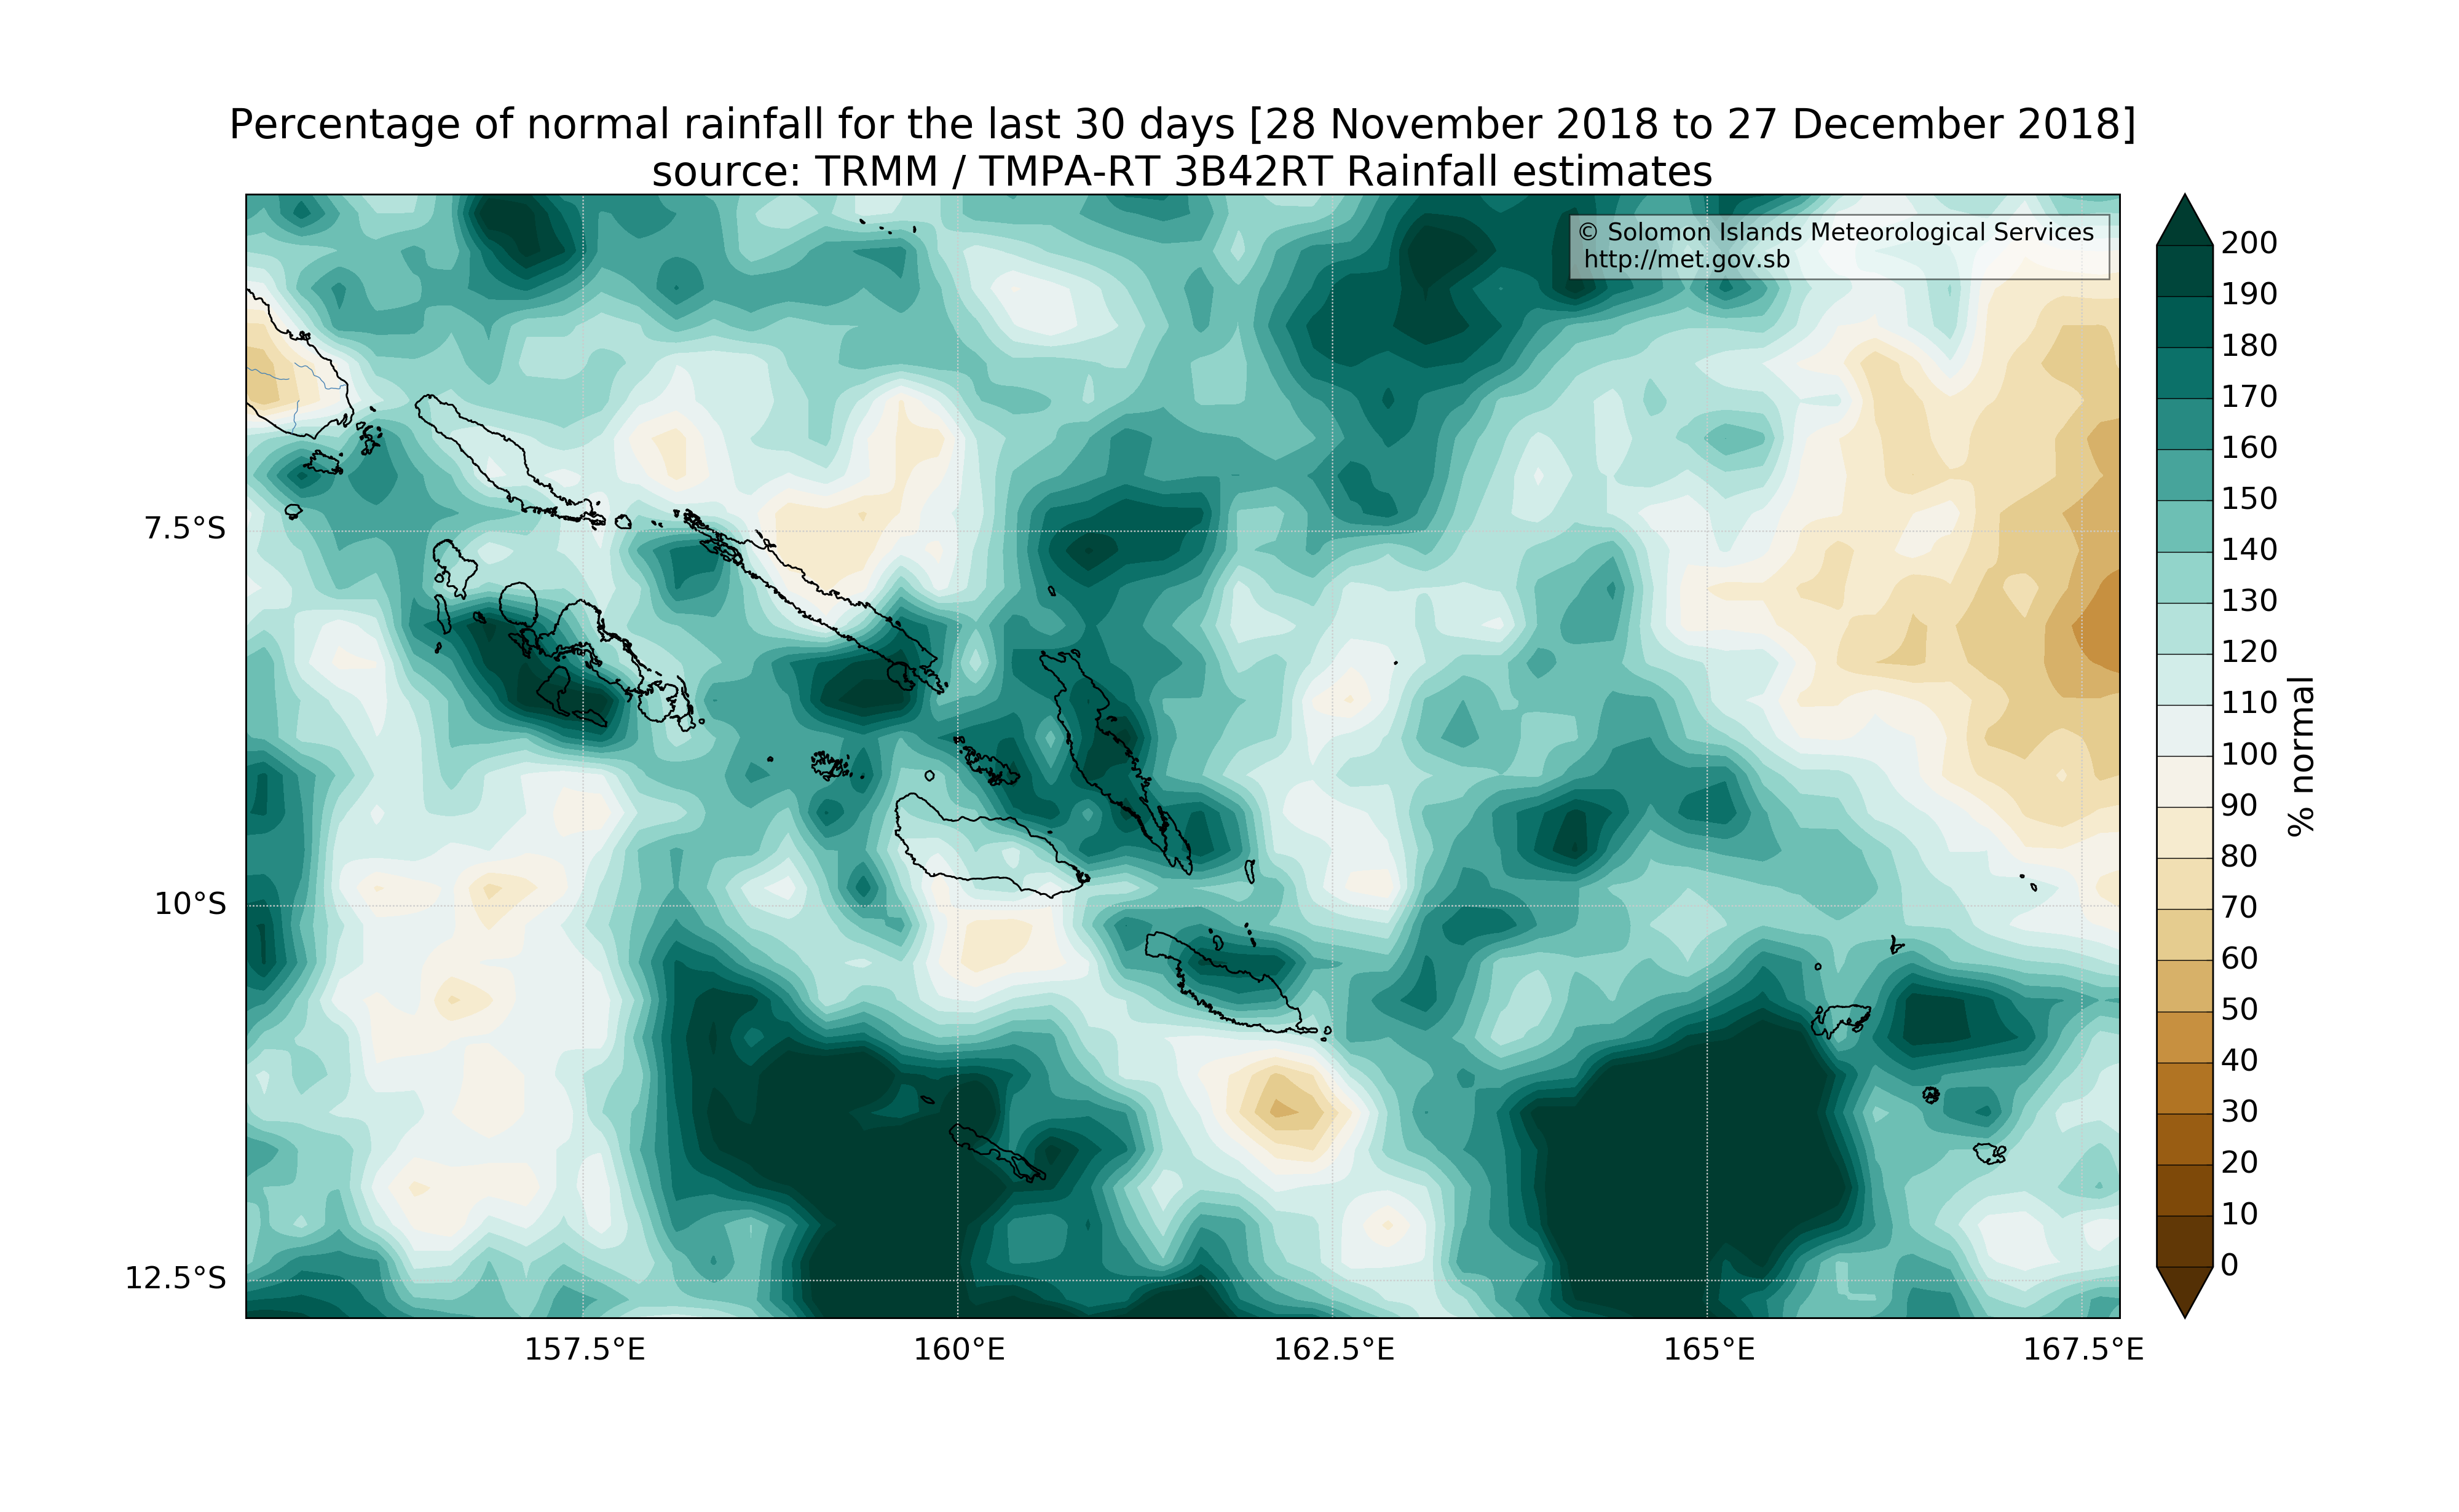 Percentage of normal rainfall for the last 30 days [28 November 2018 to 27 December 2018]
source: TRMM / TMPA-RT 3B42RT Rainfall estimates
© Solomon Islands Meteorological Services
http://met.gov.sb
7.5°S
10°S
12.5°S
157.5°E
160°E
162.5°E
165°E
167.5°E
200
190
180
170
160
150
140
130
120
110
100
90
80
70
60
50
40
30
20
10
0
% normal